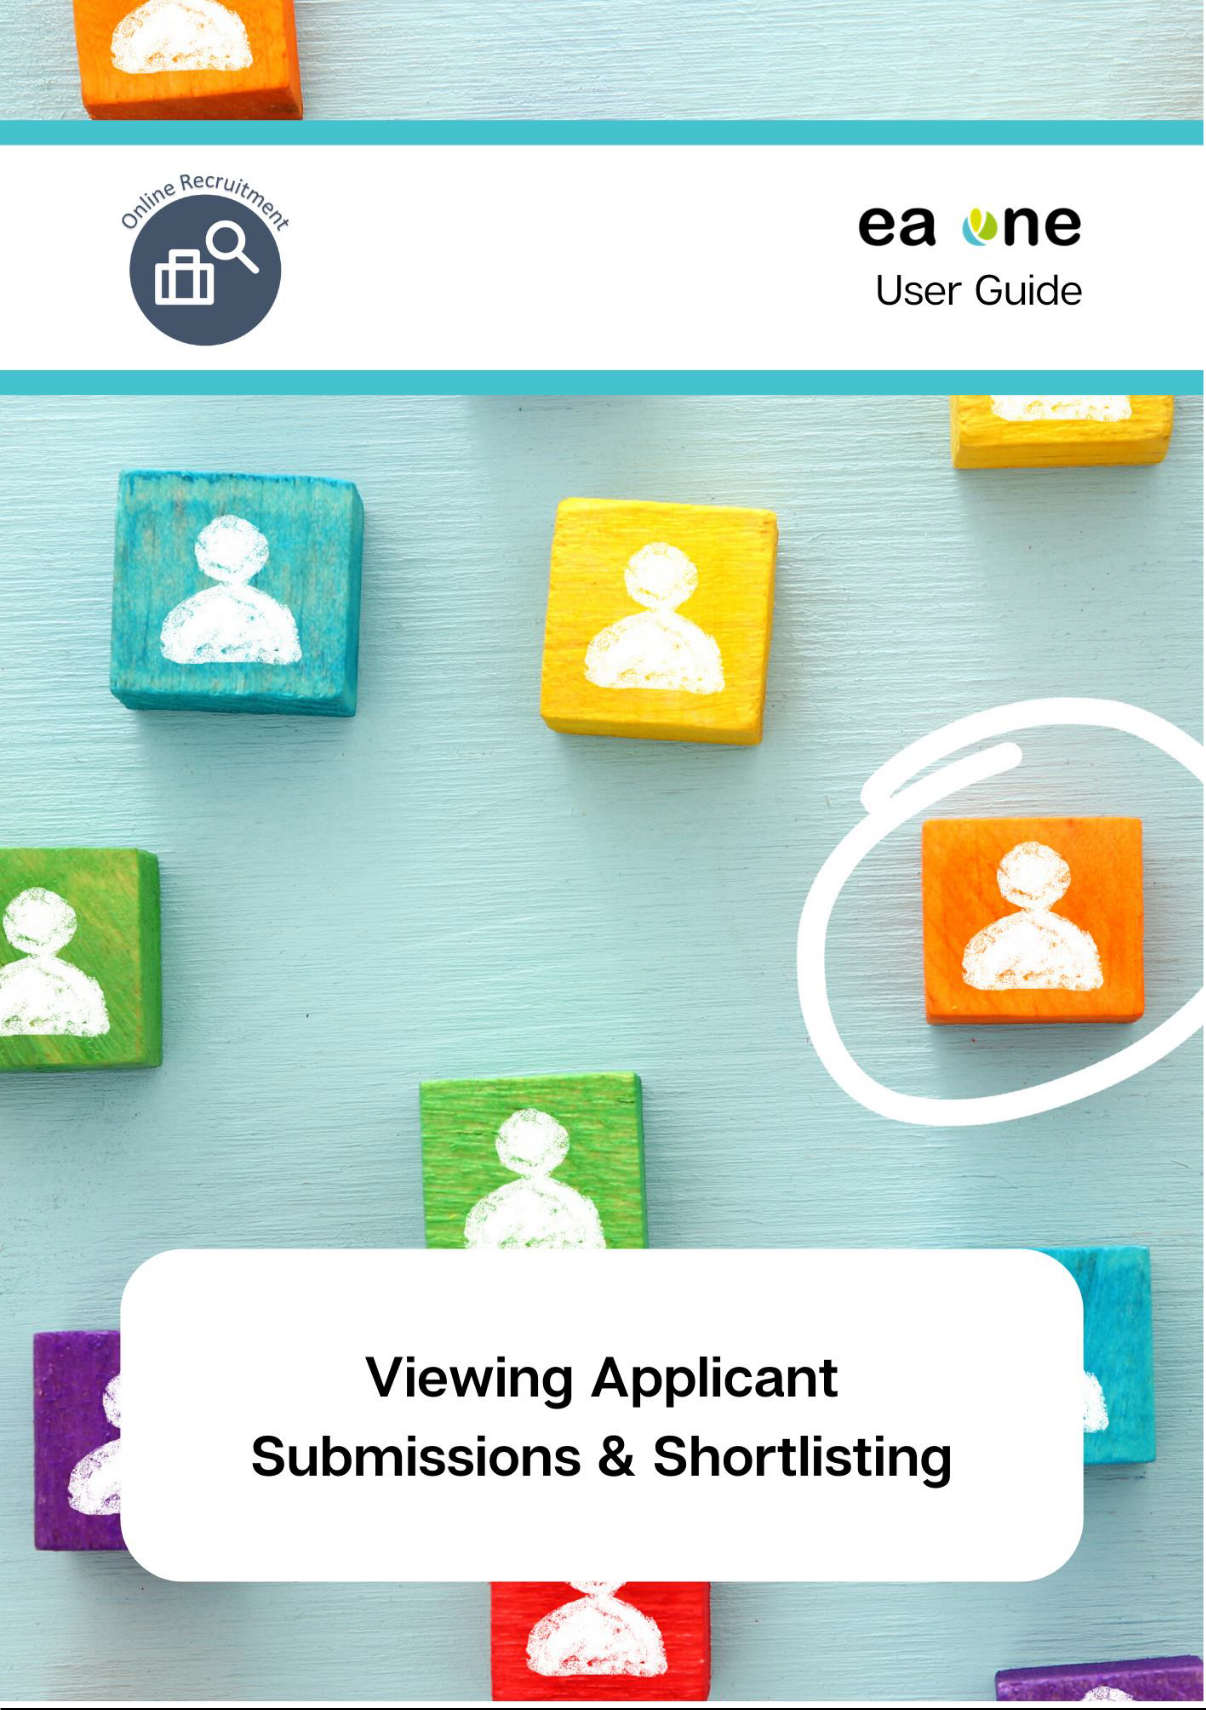 Online Recruitment
ea one
User Guide
Viewing Applicant
Submissions & Shortlisting